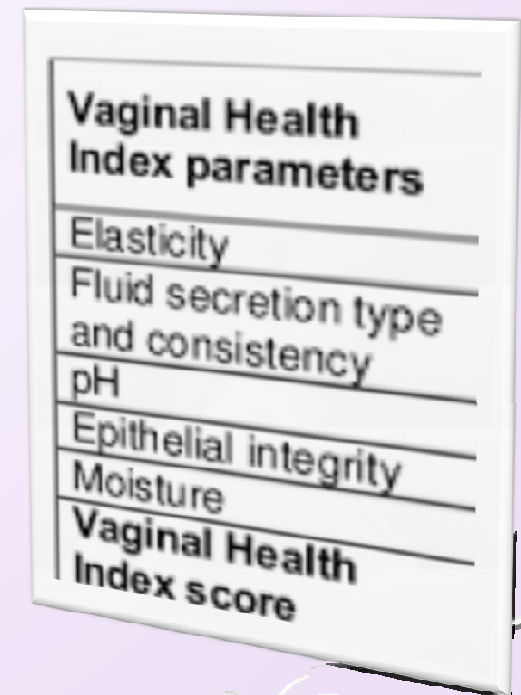 Vaginal Health
Index parameters
Elasticity
Fluid secretion type
and consistency
pH
Epithelial integrity
Moisture
Vaginal Health
Index score